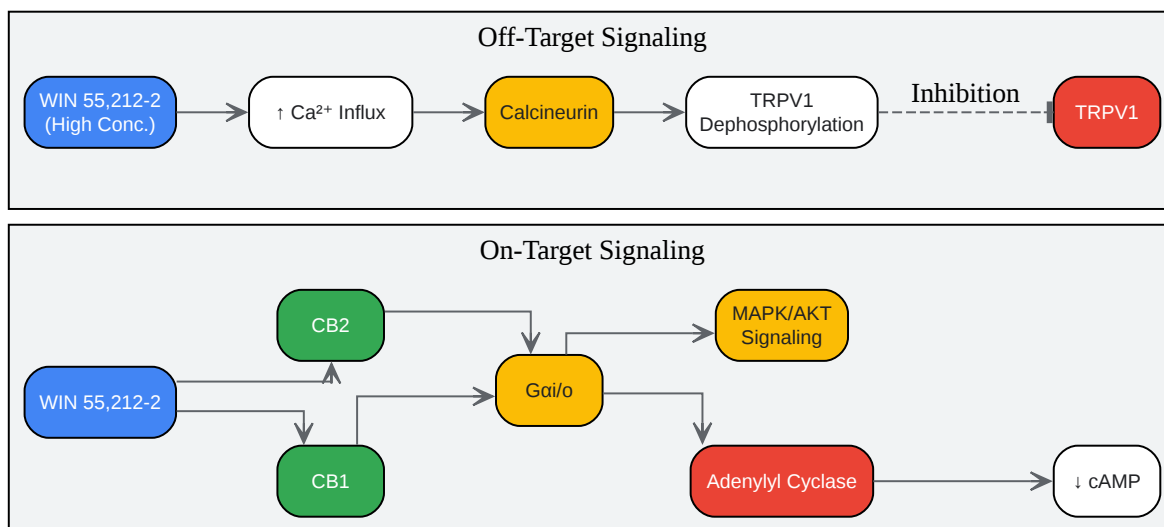 Off-Target Signaling
WIN 55,212-2
(High Conc.)
↑ Ca²⁺ Influx
Calcineurin
TRPV1
Dephosphorylation
Inhibition
TRPV1
On-Target Signaling
CB2
MAPK/AKT
Signaling
WIN 55,212-2
Gαi/o
CB1
Adenylyl Cyclase
↓ cAMP